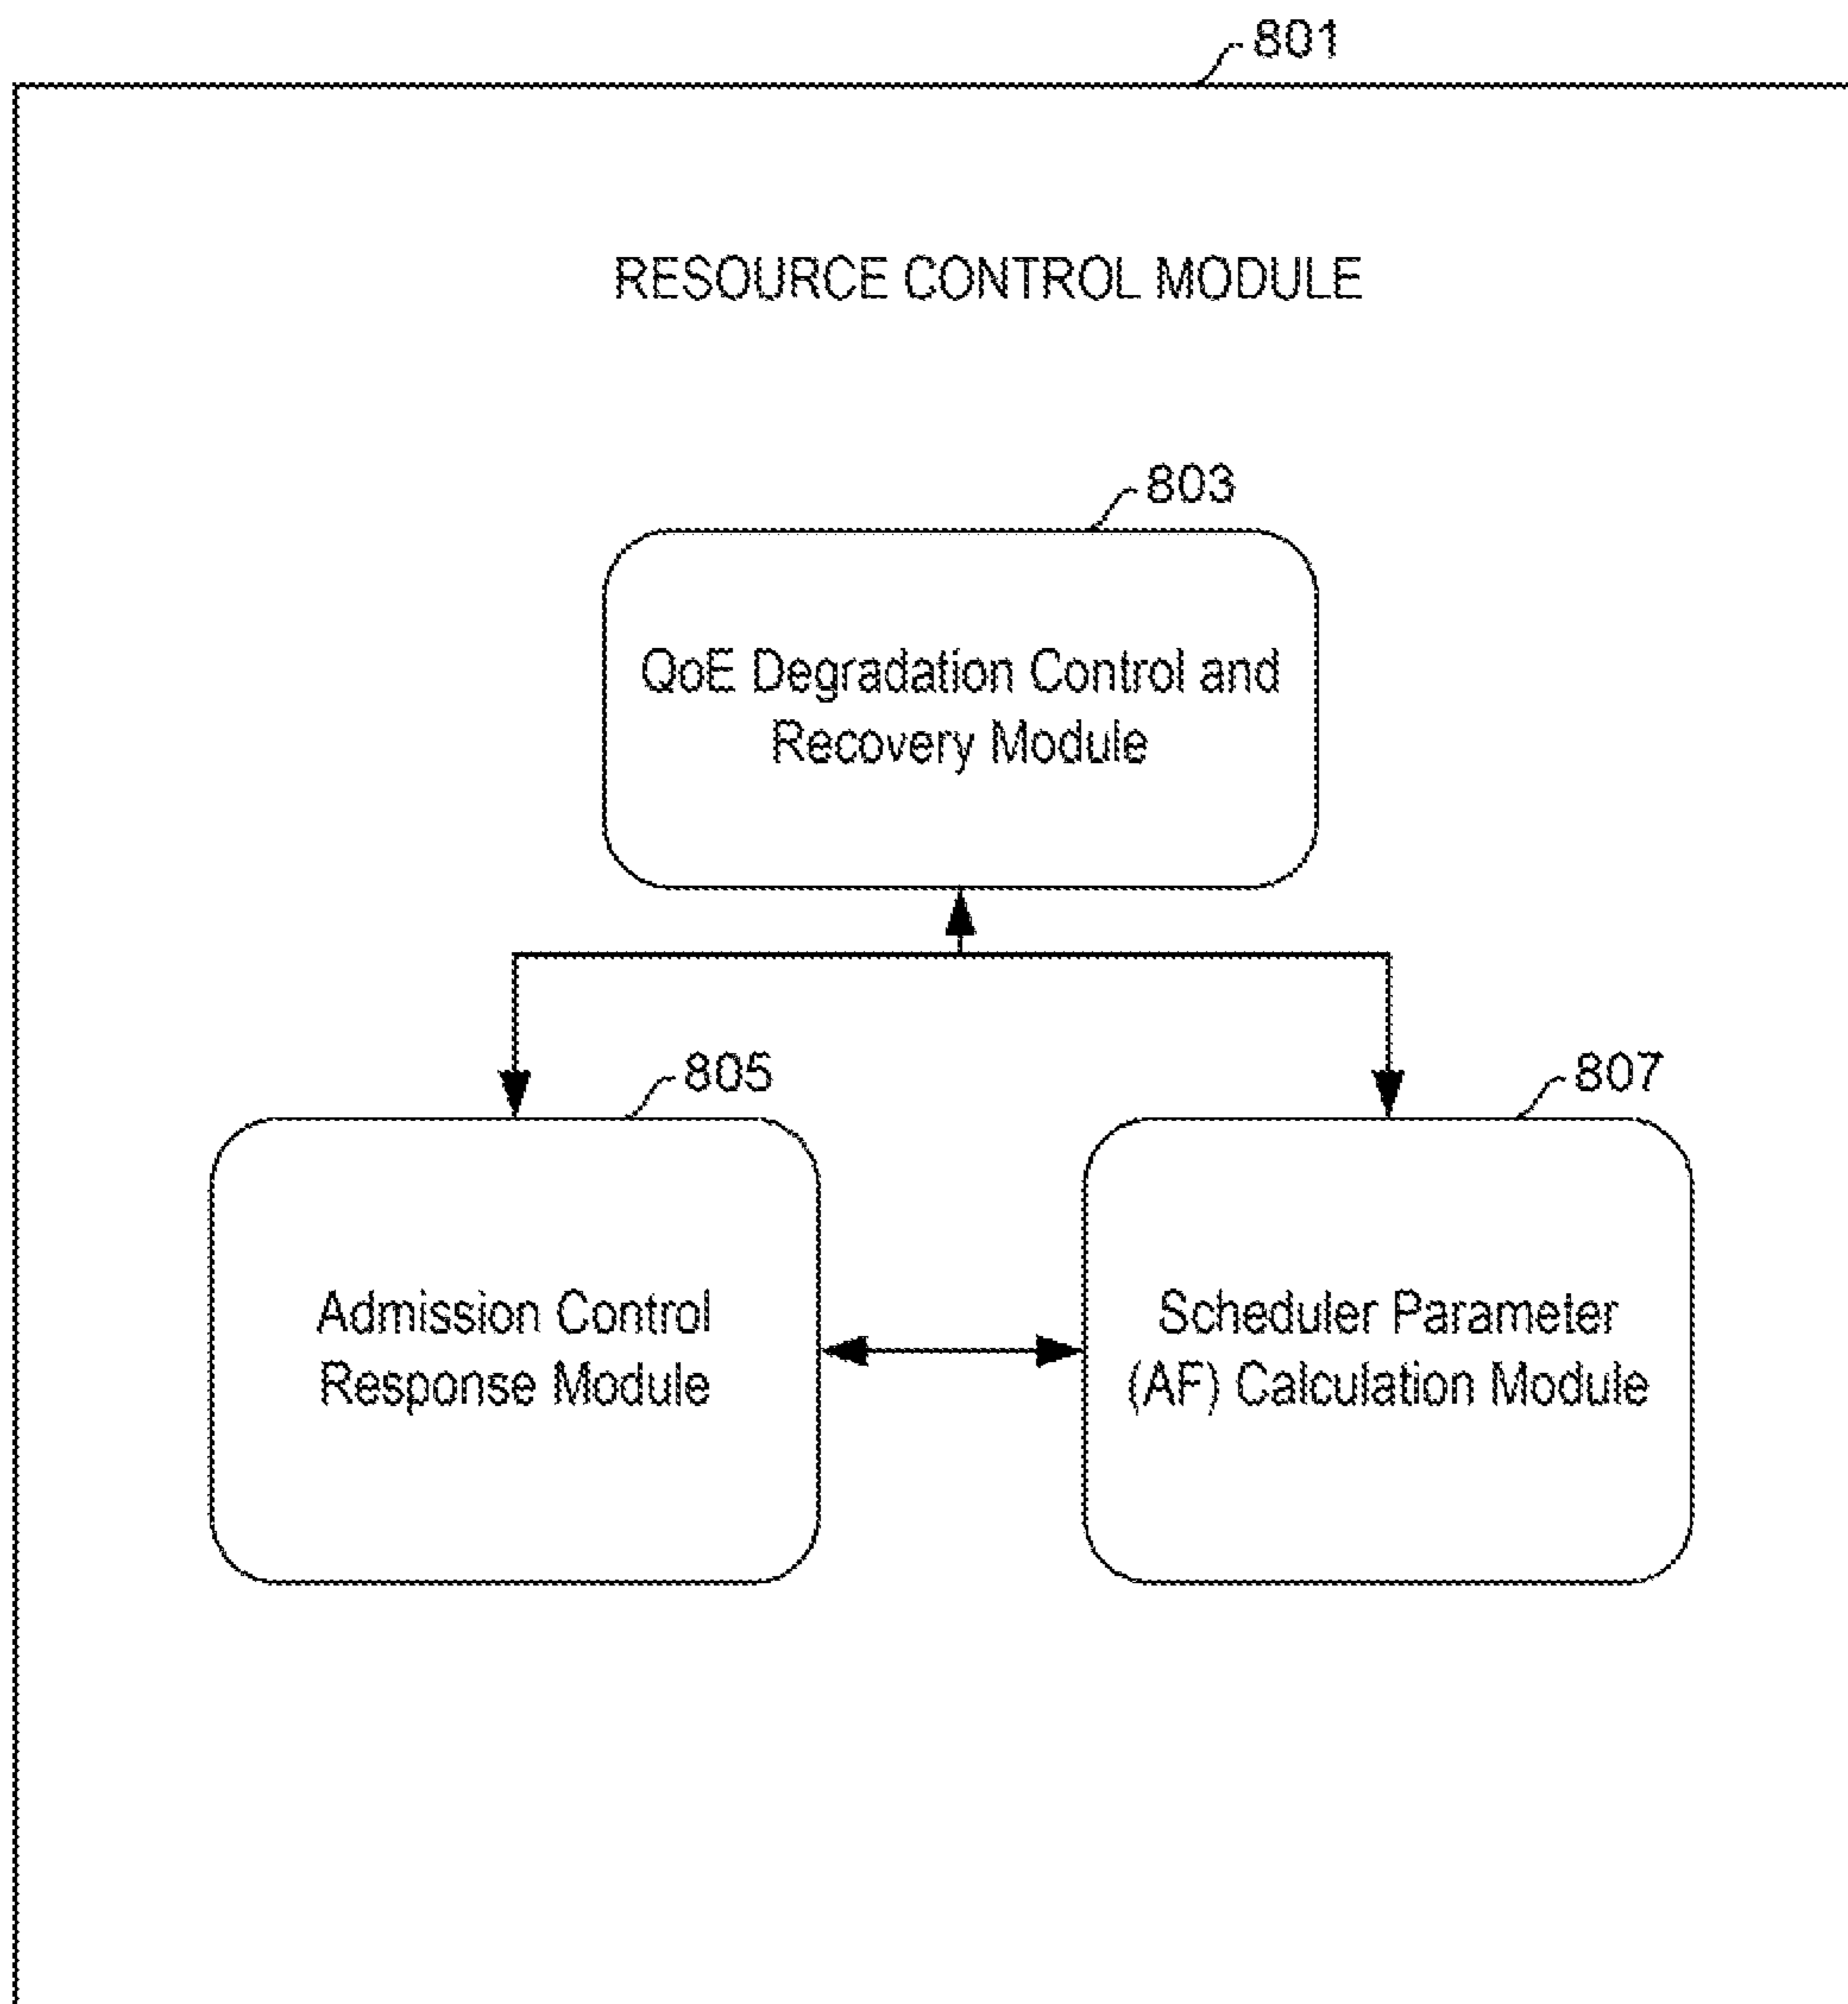 801
RESOURCE CONTROL MODULE
803
QoE Degradation Control and
Recovery Module
805
807
Admission Control
Response Module
Scheduler Parameter
(AF) Calculation Module